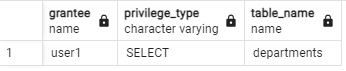 grantee privilege_type table_name
name character varying name
1 user1 SELECT departments